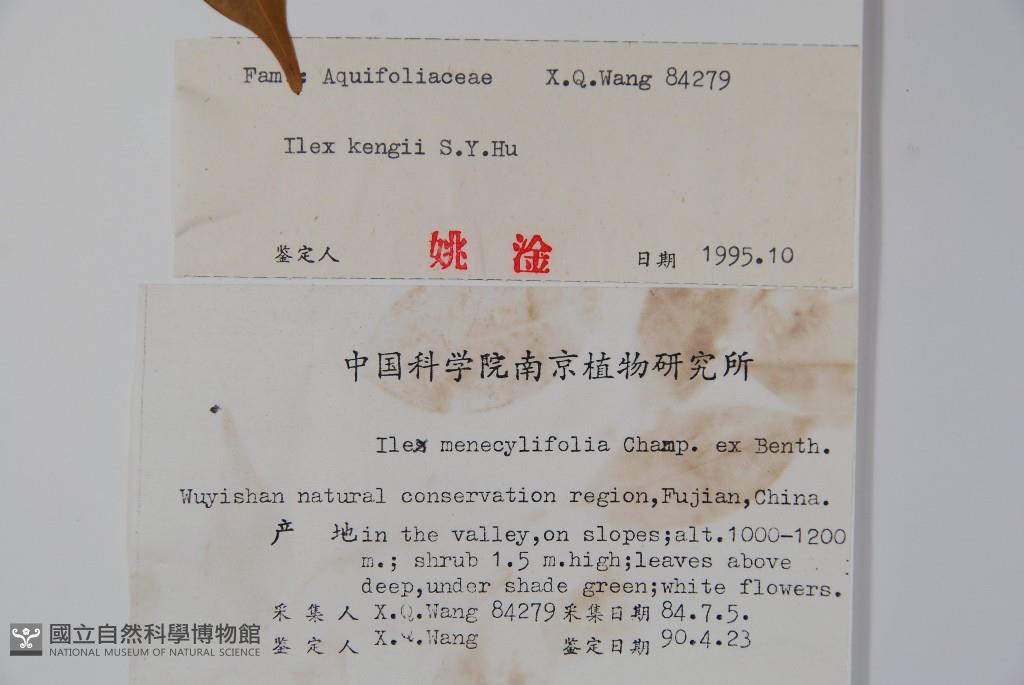 Fam.: Aquifoliaceae X.Q.Wang 84279
Ilex kengii S.Y.Hu
鉴定人 姚淦 日期 1995.10
中国科学院南京植物研究所
Ilex menecylifolia Champ. ex Benth.
Wuyishan natural conservation region,Fujian,China.
产 地 in the valley,on slopes;alt.1000-1200
m.; shrub 1.5 m.high;leaves above
deep,under shade green;white flowers.
采 集 人 X.Q.Wang 84279 采集日期 84.7.5.
鉴 定 人 X.Q.Wang 鉴定日期 90.4.23
國立自然科學博物館
NATIONAL MUSEUM OF NATURAL SCIENCE